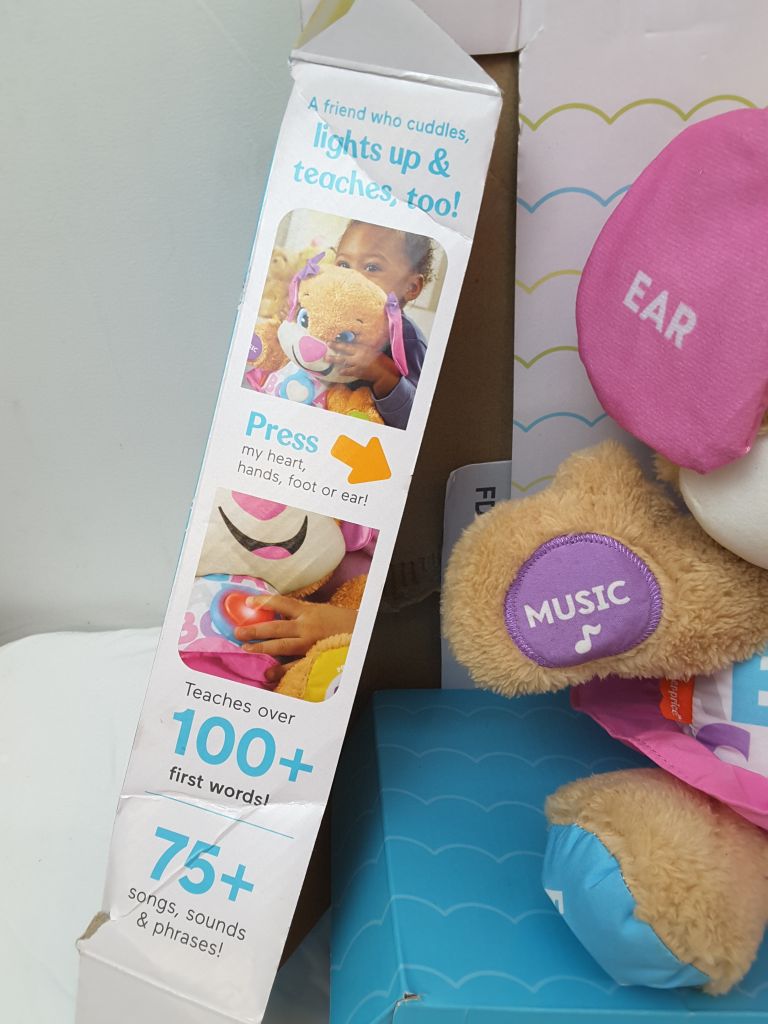 A friend who cuddles,
lights up &
teaches, too!
Press
my heart,
hands, foot or ear!
Teaches over
100+
first words!
75+
songs, sounds
& phrases!
EAR
MUSIC